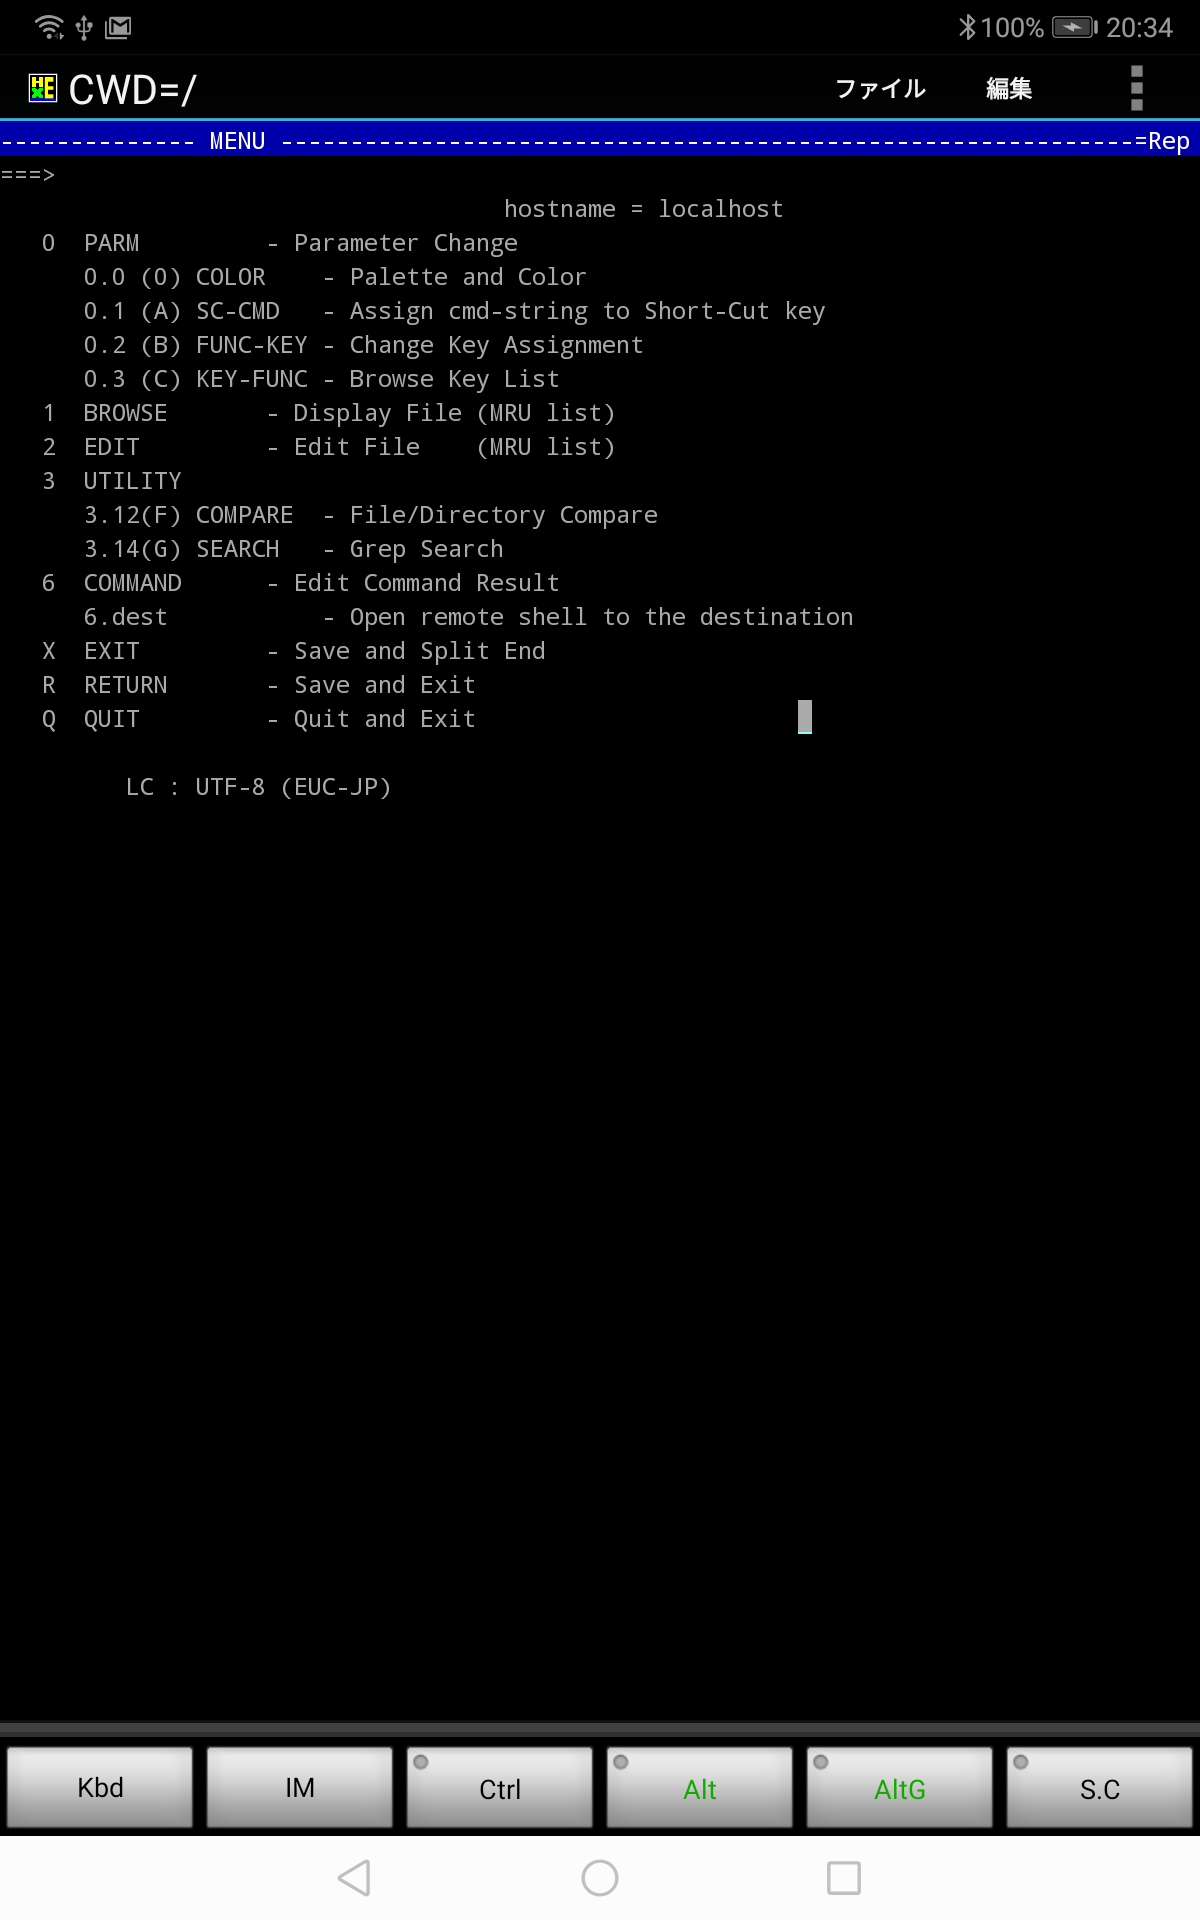 100% 20:34
HEXE CWD=/ ファイル 編集
-------------- MENU -------------------------------------------------------------=Rep
===>
hostname = localhost
0 PARM - Parameter Change
0.0 (0) COLOR - Palette and Color
0.1 (A) SC-CMD - Assign cmd-string to Short-Cut key
0.2 (B) FUNC-KEY - Change Key Assignment
0.3 (C) KEY-FUNC - Browse Key List
1 BROWSE - Display File (MRU list)
2 EDIT - Edit File (MRU list)
3 UTILITY
3.12(F) COMPARE - File/Directory Compare
3.14(G) SEARCH - Grep Search
6 COMMAND - Edit Command Result
6.dest - Open remote shell to the destination
X EXIT - Save and Split End
R RETURN - Save and Exit
Q QUIT - Quit and Exit
LC : UTF-8 (EUC-JP)
Kbd IM Ctrl Alt AltG S.C